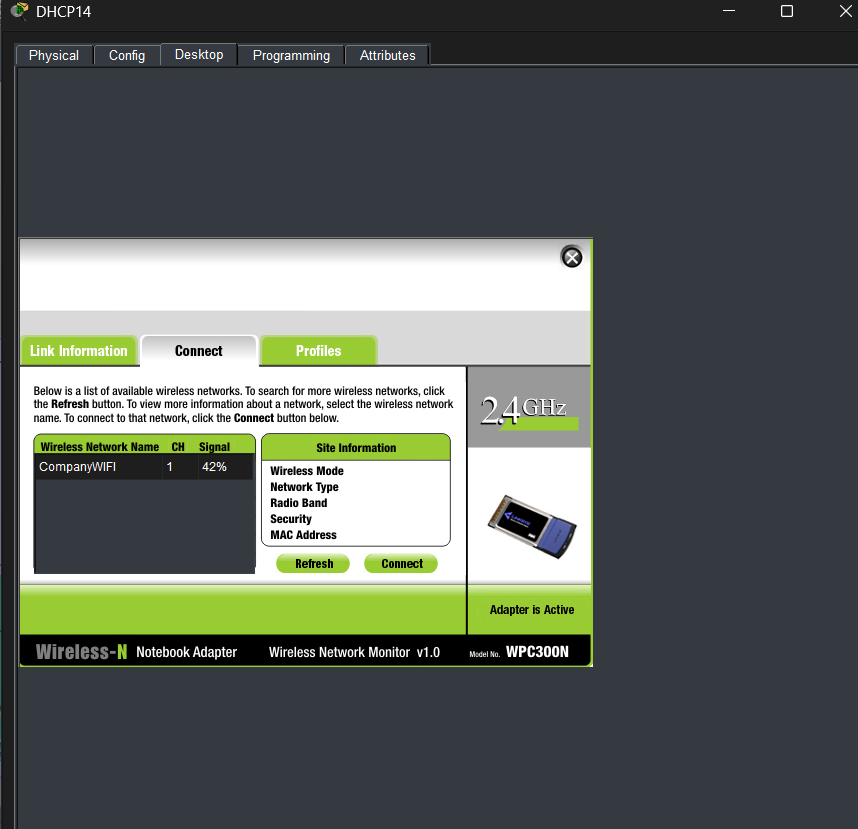 DHCP14
Physical Config Desktop Programming Attributes
Link Information Connect Profiles
Below is a list of available wireless networks. To search for more wireless networks, click
the Refresh button. To view more information about a network, select the wireless network
name. To connect to that network, click the Connect button below.
2.4GHz
Wireless Network Name CH Signal
CompanyWIFI 1 42%
Site Information
Wireless Mode
Network Type
Radio Band
Security
MAC Address
Refresh Connect
Adapter is Active
Wireless-N Notebook Adapter Wireless Network Monitor v1.0 Model No. WPC300N